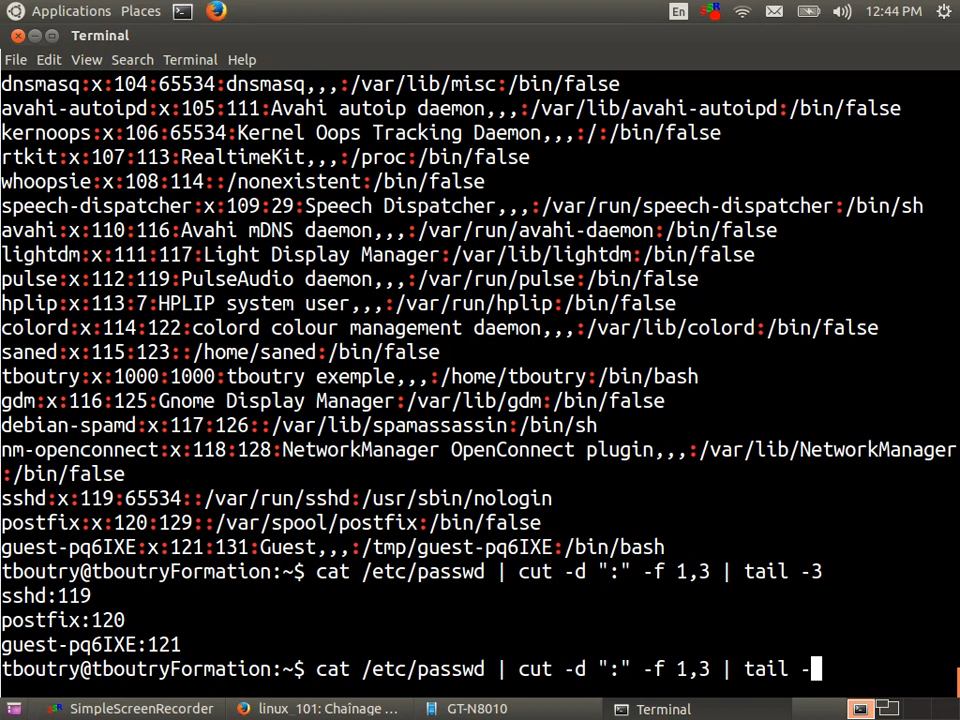 Applications Places En 12:44 PM
Terminal
File Edit View Search Terminal Help
dnsmasq:x:104:65534:dnsmasq,,,:/var/lib/misc:/bin/false
avahi-autoipd:x:105:111:Avahi autoip daemon,,,:/var/lib/avahi-autoipd:/bin/false
kernoops:x:106:65534:Kernel Oops Tracking Daemon,,,:/:/bin/false
rtkit:x:107:113:RealtimeKit,,,:/proc:/bin/false
whoopsie:x:108:114::/nonexistent:/bin/false
speech-dispatcher:x:109:29:Speech Dispatcher,,,:/var/run/speech-dispatcher:/bin/sh
avahi:x:110:116:Avahi mDNS daemon,,,:/var/run/avahi-daemon:/bin/false
lightdm:x:111:117:Light Display Manager:/var/lib/lightdm:/bin/false
pulse:x:112:119:PulseAudio daemon,,,:/var/run/pulse:/bin/false
hplip:x:113:7:HPLIP system user,,,:/var/run/hplip:/bin/false
colord:x:114:122:colord colour management daemon,,,:/var/lib/colord:/bin/false
saned:x:115:123::/home/saned:/bin/false
tboutry:x:1000:1000:tboutry exemple,,,:/home/tboutry:/bin/bash
gdm:x:116:125:Gnome Display Manager:/var/lib/gdm:/bin/false
debian-spamd:x:117:126::/var/lib/spamassassin:/bin/sh
nm-openconnect:x:118:128:NetworkManager OpenConnect plugin,,,:/var/lib/NetworkManager
:/bin/false
sshd:x:119:65534::/var/run/sshd:/usr/sbin/nologin
postfix:x:120:129::/var/spool/postfix:/bin/false
guest-pq6IXE:x:121:131:Guest,,,:/tmp/guest-pq6IXE:/bin/bash
tboutry@tboutryFormation:~$ cat /etc/passwd | cut -d ":" -f 1,3 | tail -3
sshd:119
postfix:120
guest-pq6IXE:121
tboutry@tboutryFormation:~$ cat /etc/passwd | cut -d ":" -f 1,3 | tail -
SimpleScreenRecorder linux_101: Chaînage ... GT-N8010 Terminal